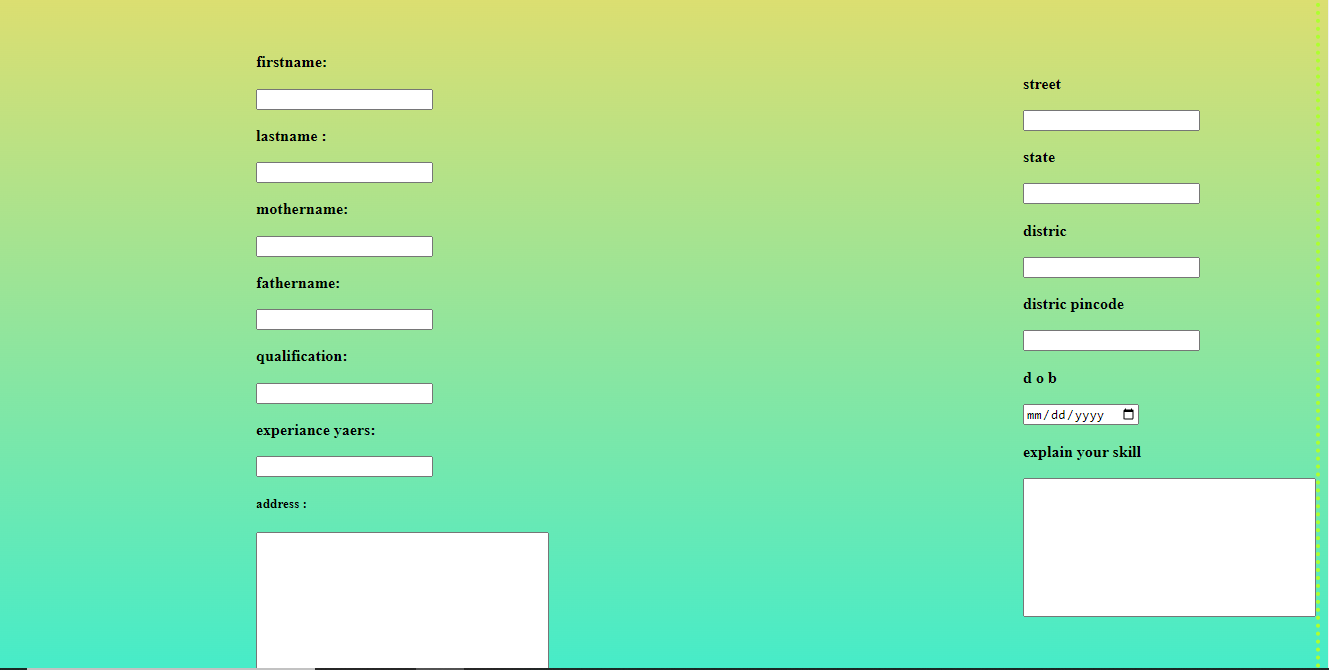 firstname:
lastname :
mothername:
fathername:
qualification:
experiance yaers:
address :
street
state
distric
distric pincode
d o b
mm/dd/yyyy
explain your skill